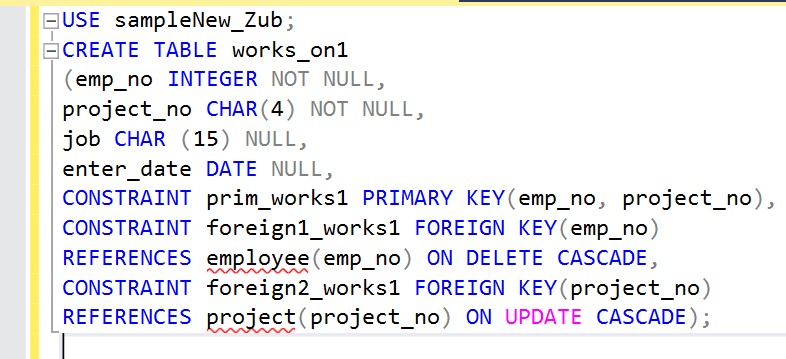 USE sampleNew_Zub;
CREATE TABLE works_on1
(emp_no INTEGER NOT NULL,
project_no CHAR(4) NOT NULL,
job CHAR (15) NULL,
enter_date DATE NULL,
CONSTRAINT prim_works1 PRIMARY KEY(emp_no, project_no),
CONSTRAINT foreign1_works1 FOREIGN KEY(emp_no)
REFERENCES employee(emp_no) ON DELETE CASCADE,
CONSTRAINT foreign2_works1 FOREIGN KEY(project_no)
REFERENCES project(project_no) ON UPDATE CASCADE);